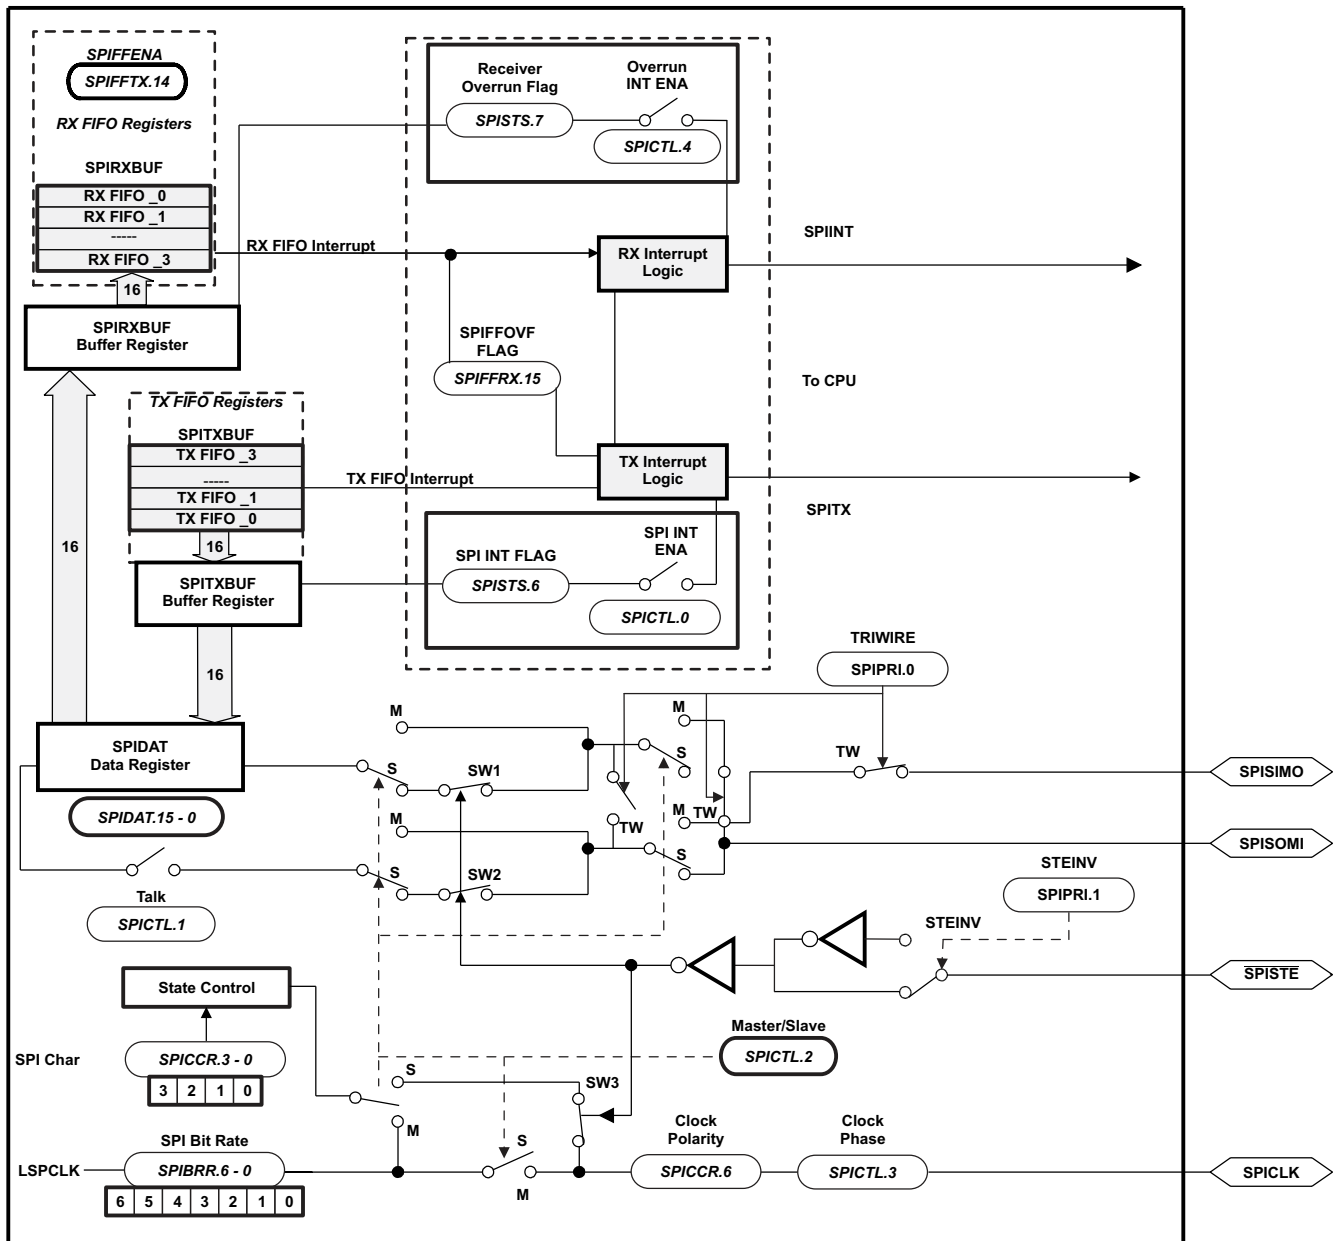 SPIFFENA
SPIFFTX.14
RX FIFO Registers
SPIRXBUF
RX FIFO _0
RX FIFO _1
-----
RX FIFO _3
16
SPIRXBUF
Buffer Register
Receiver
Overrun Flag
SPISTS.7
Overrun
INT ENA
SPICTL.4
RX FIFO Interrupt
RX Interrupt
Logic
SPIINT
SPIFFOVF
FLAG
SPIFFRX.15
To CPU
TX FIFO Registers
SPITXBUF
TX FIFO _3
-----
TX FIFO _1
TX FIFO _0
16
16
TX FIFO Interrupt
TX Interrupt
Logic
SPITX
SPITXBUF
Buffer Register
SPI INT FLAG
SPISTS.6
SPI INT
ENA
SPICTL.0
16
TRIWIRE
SPIPRI.0
SPIDAT
Data Register
SPIDAT.15 - 0
M
S
SW1
M
S
SW2
TW
M
S
M
TW
S
TW
SPISIMO
SPISOMI
Talk
SPICTL.1
STEINV
SPIPRI.1
STEINV
SPISTE
State Control
Master/Slave
SPICTL.2
SPI Char
SPICCR.3 - 0
3 2 1 0
S
M
SW3
SPI Bit Rate
LSPCLK
SPIBRR.6 - 0
6 5 4 3 2 1 0
S
M
Clock
Polarity
SPICCR.6
Clock
Phase
SPICTL.3
SPICLK